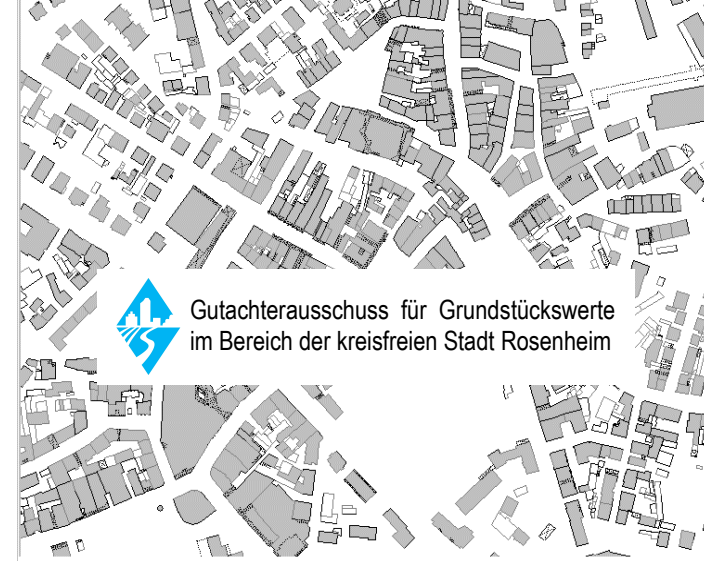 Gutachterausschuss für Grundstückswerte
im Bereich der kreisfreien Stadt Rosenheim